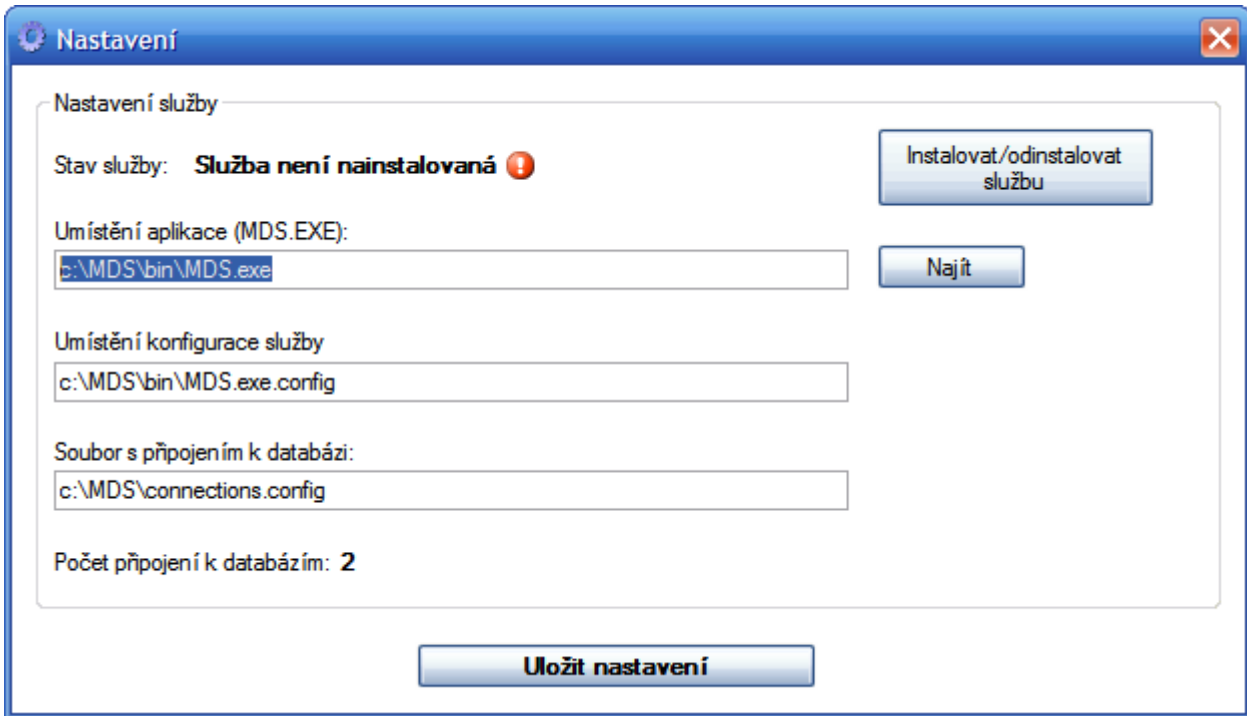 Nastavení
Nastavení služby
Stav služby: Služba není nainstalovaná
Instalovat/odinstalovat
službu
Umístění aplikace (MDS.EXE):
c:\MDS\bin\MDS.exe
Najít
Umístění konfigurace služby
c:\MDS\bin\MDS.exe.config
Soubor s připojením k databázi:
c:\MDS\connections.config
Počet připojení k databázím: 2
Uložit nastavení